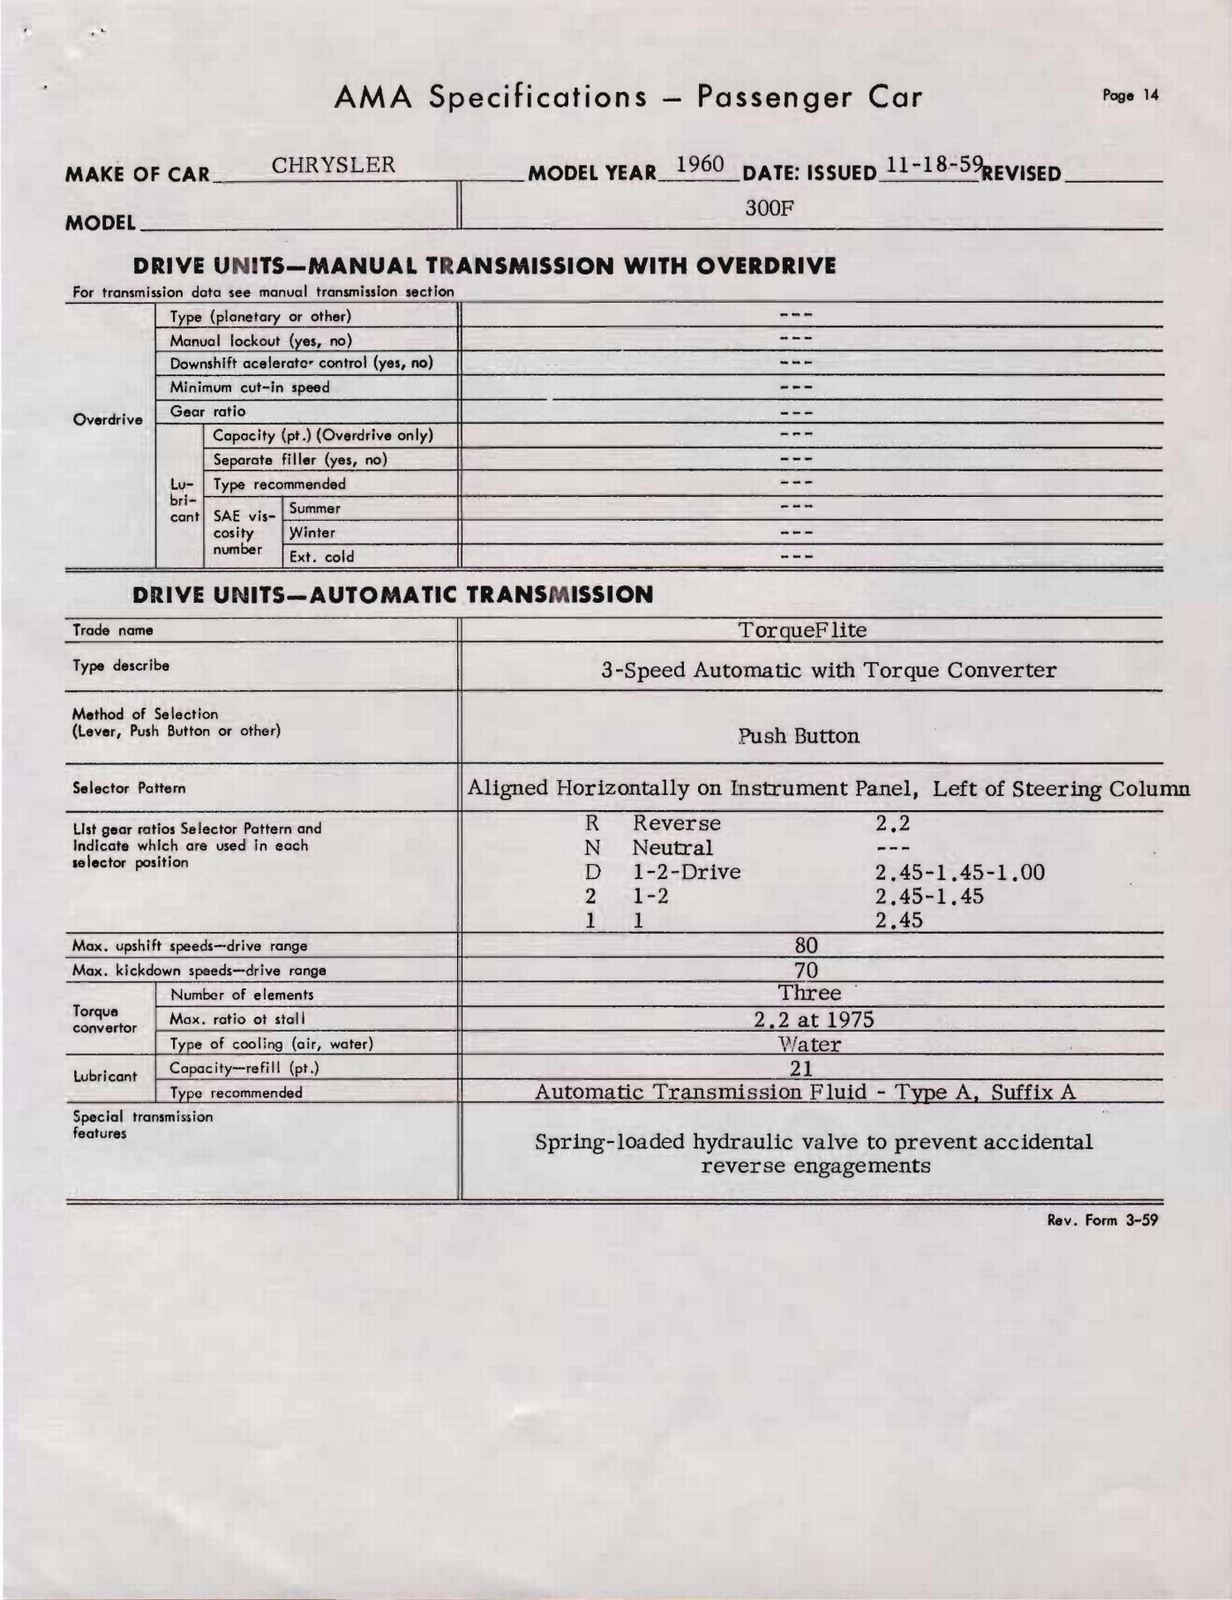 AMA Specifications – Passenger Car
Page 14
MAKE OF CAR CHRYSLER MODEL YEAR 1960 DATE: ISSUED 11-18-59 REVISED
MODEL 300F
DRIVE UNITS—MANUAL TRANSMISSION WITH OVERDRIVE
For transmission data see manual transmission section
Overdrive
Type (planetary or other) ---
Manual lockout (yes, no) ---
Downshift acelerator control (yes, no) ---
Minimum cut-in speed ---
Gear ratio ---
Lu-
bri-
cant
Capacity (pt.) (Overdrive only) ---
Separate filler (yes, no) ---
Type recommended ---
SAE vis-
cosity
number
Summer ---
Winter ---
Ext. cold ---
DRIVE UNITS—AUTOMATIC TRANSMISSION
Trade name TorqueFlite
Type describe 3-Speed Automatic with Torque Converter
Method of Selection
(Lever, Push Button or other) Push Button
Selector Pattern Aligned Horizontally on Instrument Panel, Left of Steering Column
List gear ratios Selector Pattern and
Indicate which are used in each
selector position
R Reverse 2.2
N Neutral ---
D 1-2-Drive 2.45-1.45-1.00
2 1-2 2.45-1.45
1 1 2.45
Max. upshift speeds—drive range 80
Max. kickdown speeds—drive range 70
Torque
convertor
Number of elements Three
Max. ratio ot stall 2.2 at 1975
Type of cooling (air, water) Water
Lubricant
Capacity—refill (pt.) 21
Type recommended Automatic Transmission Fluid - Type A, Suffix A
Special transmission
features
Spring-loaded hydraulic valve to prevent accidental
reverse engagements
Rev. Form 3-59